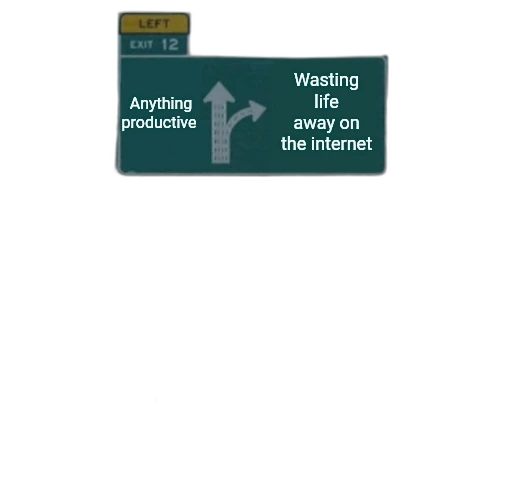 LEFT
EXIT 12
Anything
productive
Wasting
life
away on
the internet